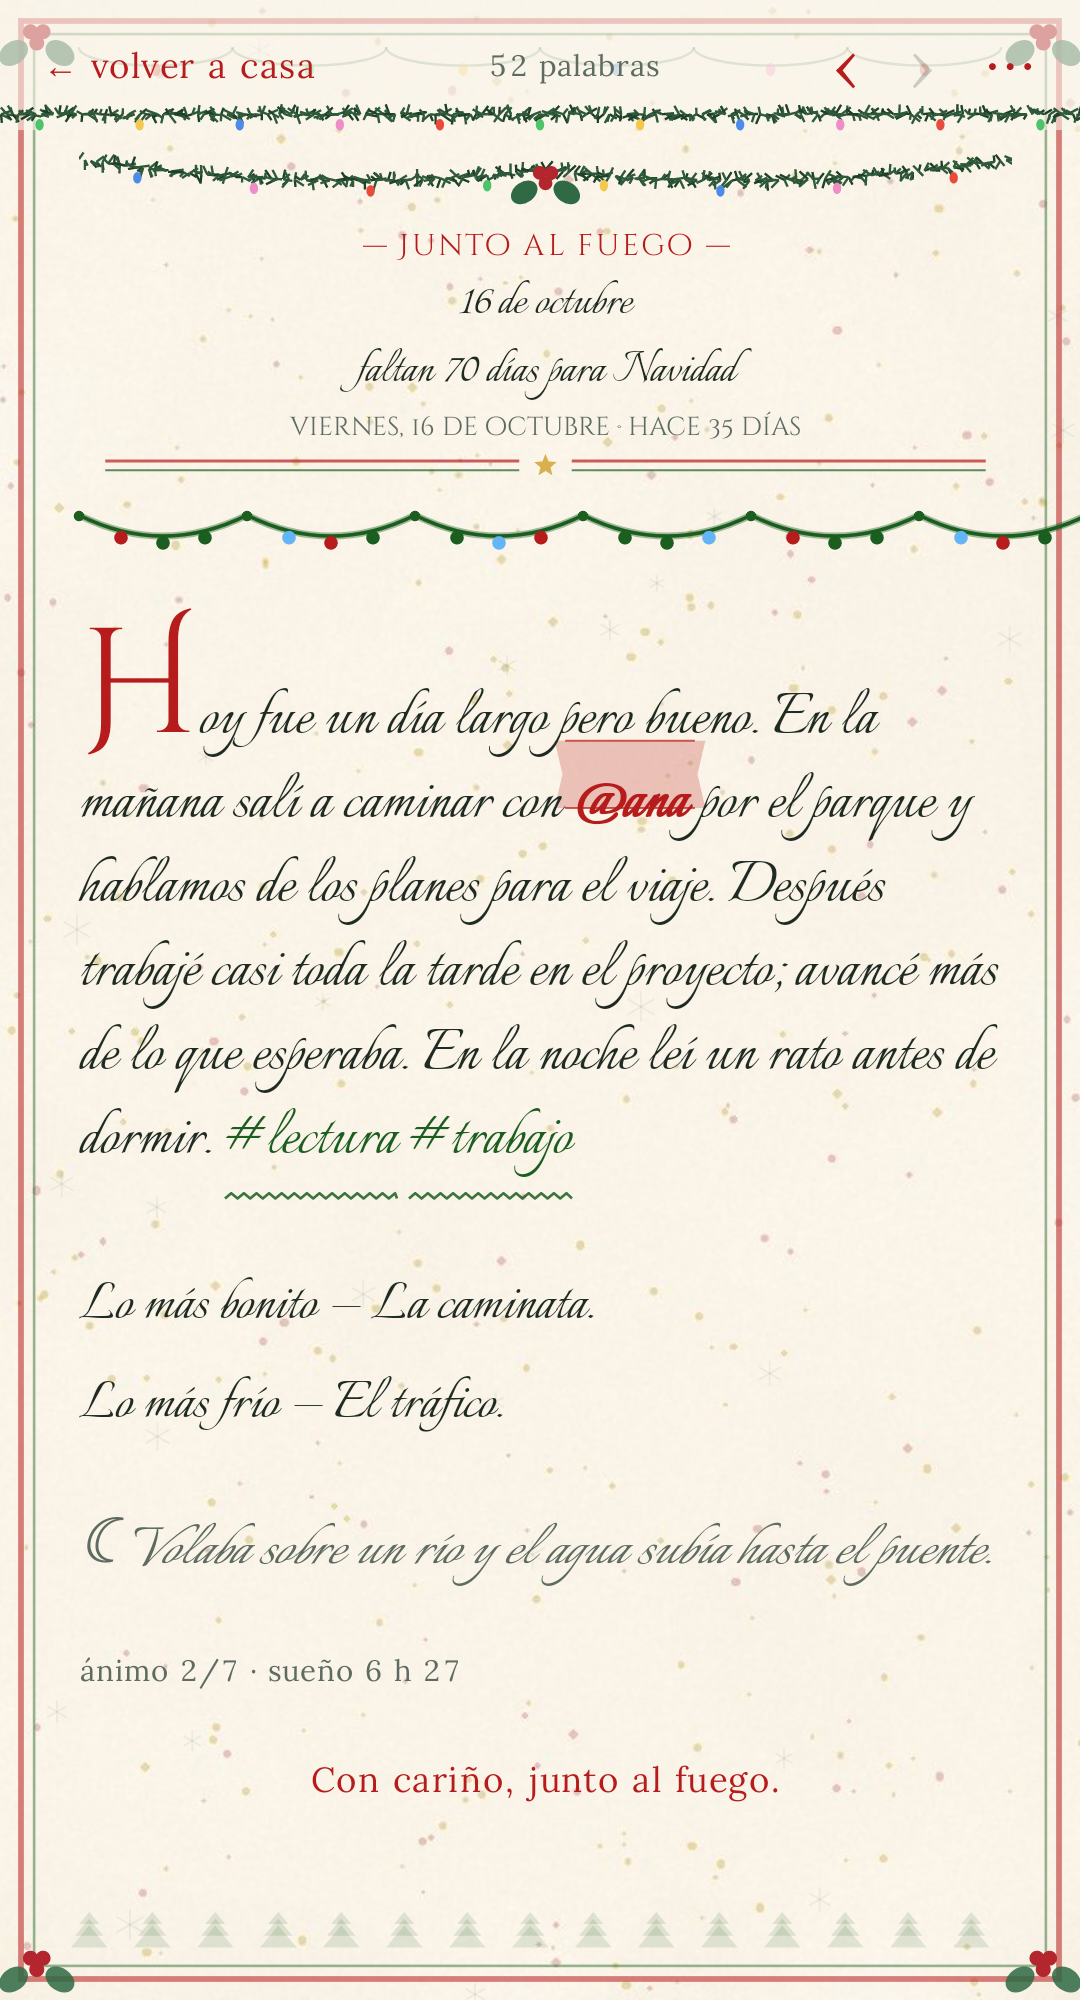 ← volver a casa 52 palabras
— JUNTO AL FUEGO —
16 de octubre
faltan 70 días para Navidad
VIERNES, 16 DE OCTUBRE · HACE 35 DÍAS
Hoy fue un día largo pero bueno. En la
mañana salí a caminar con @ana por el parque y
hablamos de los planes para el viaje. Después
trabajé casi toda la tarde en el proyecto; avancé más
de lo que esperaba. En la noche leí un rato antes de
dormir. #lectura #trabajo
Lo más bonito — La caminata.
Lo más frío — El tráfico.
☾ Volaba sobre un río y el agua subía hasta el puente.
ánimo 2/7 · sueño 6 h 27
Con cariño, junto al fuego.